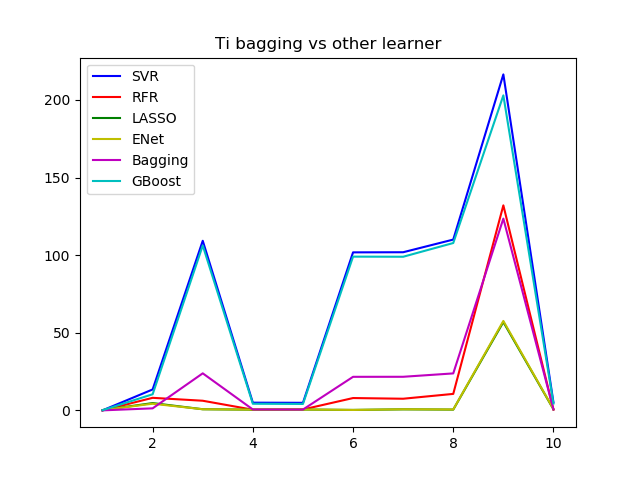 Ti bagging vs other learner
SVR
RFR
LASSO
ENet
Bagging
GBoost
200
150
100
50
0
2 4 6 8 10